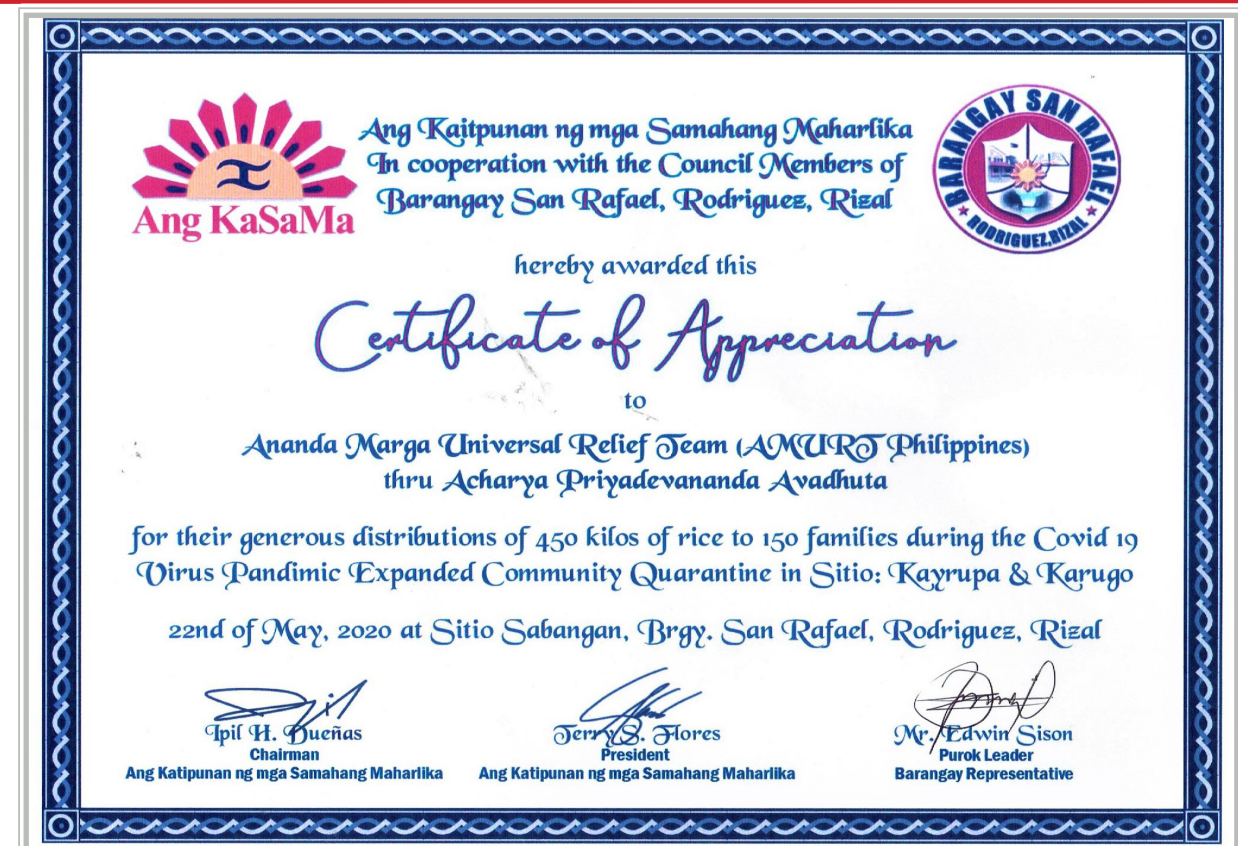 Ang KaSaMa
Ang Kaitpunan ng mga Samahang Maharlika
In cooperation with the Council Members of
Barangay San Rafael, Rodriguez, Rizal
BARANGAY SAN RAFAEL
RODRIGUEZ, RIZAL
hereby awarded this
Certificate of Appreciation
to
Ananda Marga Universal Relief Team (AMURT Philippines)
thru Acharya Priyadevananda Avadhuta
for their generous distributions of 450 kilos of rice to 150 families during the Covid 19
Virus Pandimic Expanded Community Quarantine in Sitio: Kayrupa & Karugo
22nd of May, 2020 at Sitio Sabangan, Brgy. San Rafael, Rodriguez, Rizal
Ipil H. Dueñas
Chairman
Ang Katipunan ng mga Samahang Maharlika
Terry S. Flores
President
Ang Katipunan ng mga Samahang Maharlika
Mr. Edwin Sison
Purok Leader
Barangay Representative